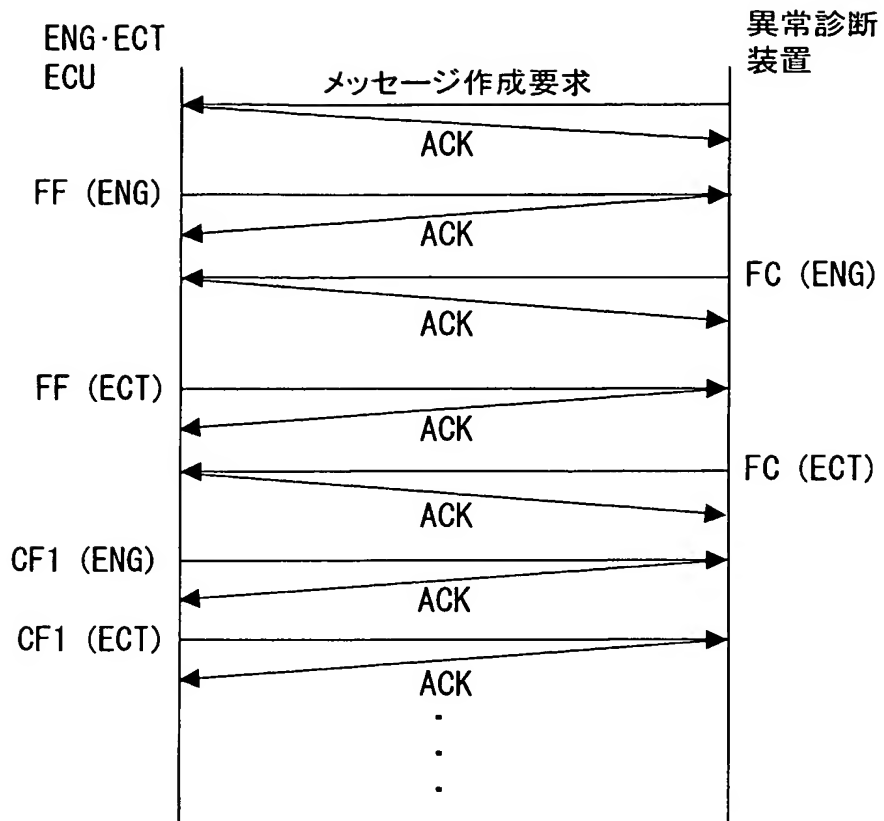 ENG·ECT
ECU
異常診断
装置
メッセージ作成要求
ACK
FF (ENG)
ACK
FC (ENG)
ACK
FF (ECT)
ACK
FC (ECT)
ACK
CF1 (ENG)
ACK
CF1 (ECT)
ACK